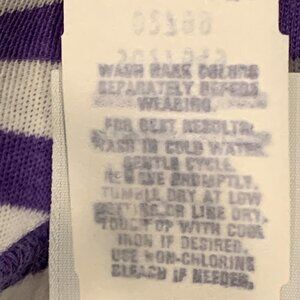 WASH DARK COLORS
SEPARATELY BEFORE
WEARING.
FOR BEST RESULTS,
WASH IN COLD WATER,
GENTLE CYCLE.
PROMPTLY.
TUMBLE DRY AT LOW
OR LINE DRY.
TOUCH UP WITH COOL
IRON IF DESIRED.
USE NON-CHLORINE
BLEACH IF NEEDED.